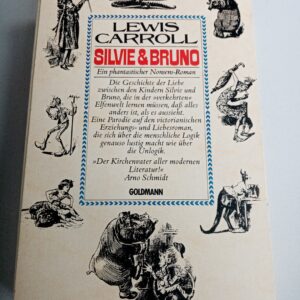 LEWIS
CARROLL
SILVIE & BRUNO
Ein phantastischer Nonsens-Roman
Die Geschichte der Liebe
zwischen den Kindern Silvie und
Bruno, die in der »verkehrten«
Elfenwelt lernen müssen, daß alles
anders ist, als es aussieht.
Eine Parodie auf den victorianischen
Erziehungs- und Liebesroman,
die sich über die menschliche Logik
genauso lustig macht wie über
die Unlogik.
»Der Kirchenvater aller modernen
Literatur!«
Arno Schmidt
GOLDMANN